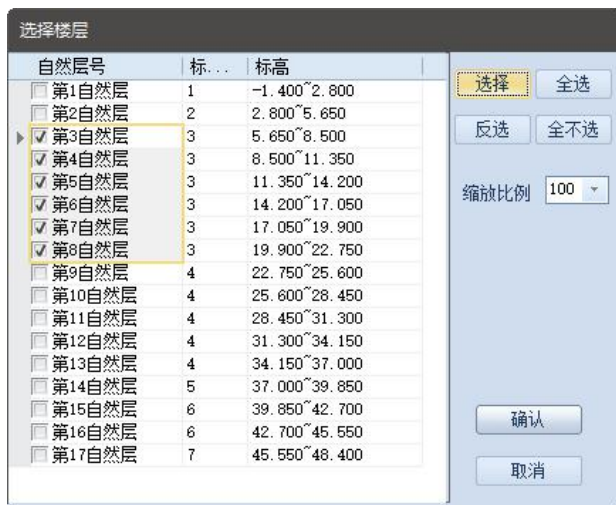 选择楼层
自然层号 标... 标高
第1自然层 1 -1.400~2.800
第2自然层 2 2.800~5.650
第3自然层 3 5.650~8.500
第4自然层 3 8.500~11.350
第5自然层 3 11.350~14.200
第6自然层 3 14.200~17.050
第7自然层 3 17.050~19.900
第8自然层 3 19.900~22.750
第9自然层 4 22.750~25.600
第10自然层 4 25.600~28.450
第11自然层 4 28.450~31.300
第12自然层 4 31.300~34.150
第13自然层 4 34.150~37.000
第14自然层 5 37.000~39.850
第15自然层 6 39.850~42.700
第16自然层 6 42.700~45.550
第17自然层 7 45.550~48.400
选择 全选
反选 全不选
缩放比例 100
确认
取消